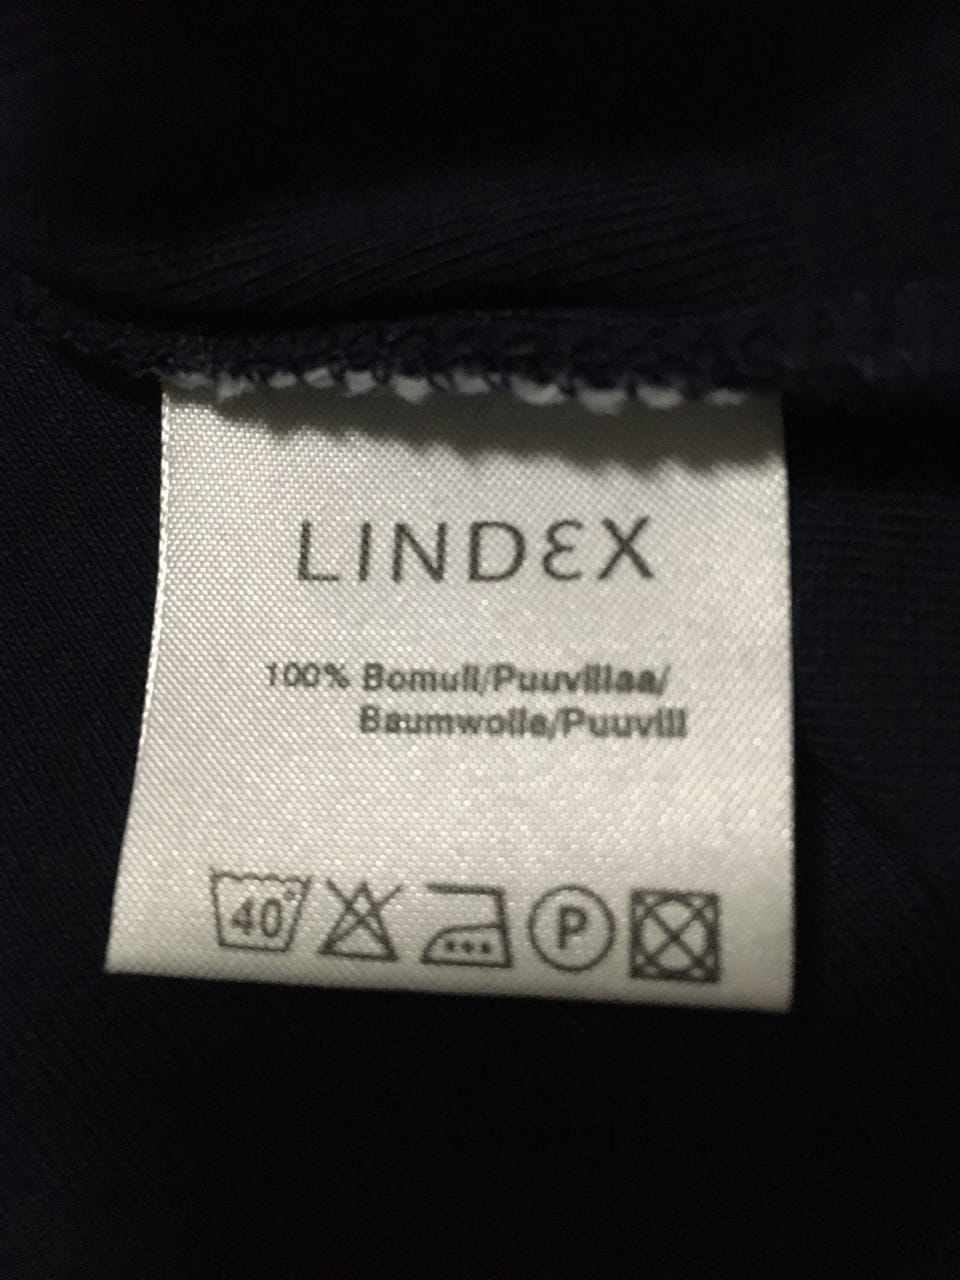 LINDEX
100% Bomull/Puuvillaa/
Baumwolle/Puuvill
40°
P